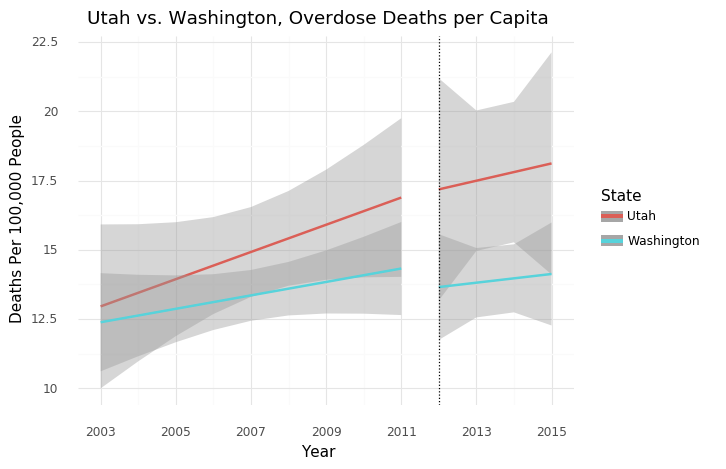 Utah vs. Washington, Overdose Deaths per Capita
22.5
20
17.5
15
12.5
10
Deaths Per 100,000 People
2003 2005 2007 2009 2011 2013 2015
Year
State
Utah
Washington